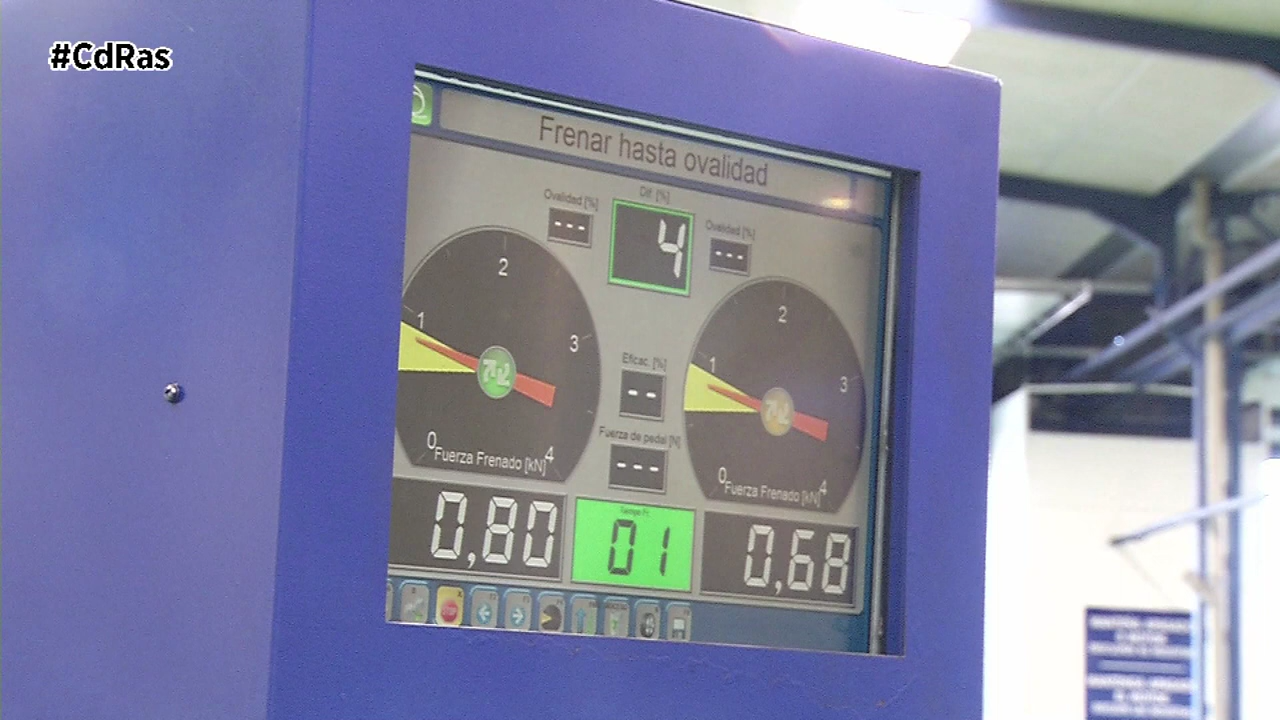 #CdRas
Frenar hasta ovalidad
Ovalidad [%]
Dif. [%]
Ovalidad [%]
---
4
---
0
1
2
3
4
Fuerza Frenado [kN]
Eficac. [%]
--
Fuerza de pedal [N]
---
0
1
2
3
4
Fuerza Frenado [kN]
0,80
01
0,68
STOP